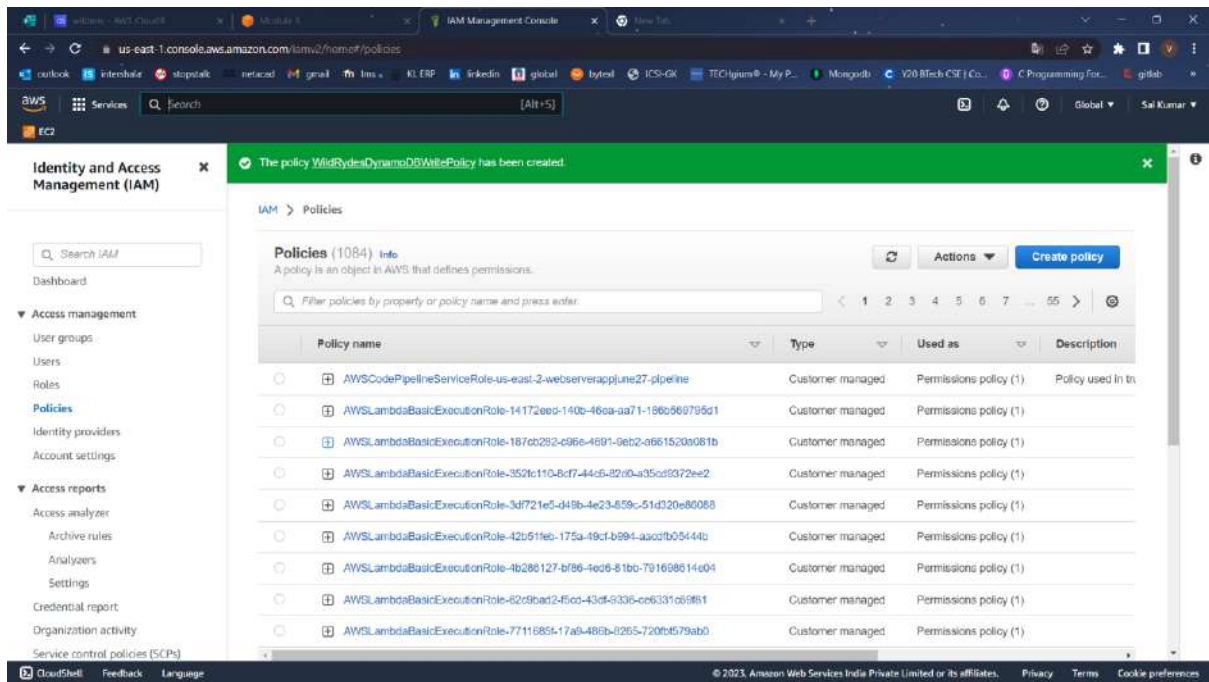 Module 1
IAM Management Console
New Tab
us-east-1.console.aws.amazon.com/iamv2/home#/policies
outlook
intershala
stopstalk
netacad
gmail
lms..
KLERP
linkedin
global
ICSI-GK
TECHgium® - My P...
Mongodb
Y20 BTech CSE | Co...
C Programming For...
gitlab
»
aws
Services
Search
[Alt+S]
Global
Sai Kumar
EC2
Identity and Access
Management (IAM)
The policy WildRydesDynamoDBWritePolicy has been created.
IAM > Policies
Search IAM
Dashboard
Access management
User groups
Users
Roles
Policies
Identity providers
Account settings
Access reports
Access analyzer
Archive rules
Analyzers
Settings
Credential report
Organization activity
Service control policies (SCPs)
Policies (1084) Info
A policy is an object in AWS that defines permissions.
Actions
Create policy
Filter policies by property or policy name and press enter.
< 1 2 3 4 5 6 7 ... 55 >
Policy name Type Used as Description
AWSCodePipelineServiceRole-us-east-2-webserverappjune27-pipeline Customer managed Permissions policy (1) Policy used in tru
AWSLambdaBasicExecutionRole-14172eed-140b-46ea-aa71-186b569795d1 Customer managed Permissions policy (1)
AWSLambdaBasicExecutionRole-187cb282-c96e-4691-9eb2-a661520a081b Customer managed Permissions policy (1)
AWSLambdaBasicExecutionRole-352fc110-8cf7-44c6-82d0-a35cd9372ee2 Customer managed Permissions policy (1)
AWSLambdaBasicExecutionRole-3df721e5-d49b-4e23-859c-51d320e86088 Customer managed Permissions policy (1)
AWSLambdaBasicExecutionRole-42b51feb-175a-49cf-b994-aacdfb05444b Customer managed Permissions policy (1)
AWSLambdaBasicExecutionRole-4b286127-bf86-4ed6-81bb-791698614e04 Customer managed Permissions policy (1)
AWSLambdaBasicExecutionRole-62c9bad2-f5cd-43df-9336-ce6331c69f61 Customer managed Permissions policy (1)
AWSLambdaBasicExecutionRole-7711685f-17a9-486b-8265-720fbf579ab0 Customer managed Permissions policy (1)
CloudShell Feedback Language © 2023, Amazon Web Services India Private Limited or its affiliates. Privacy Terms Cookie preferences